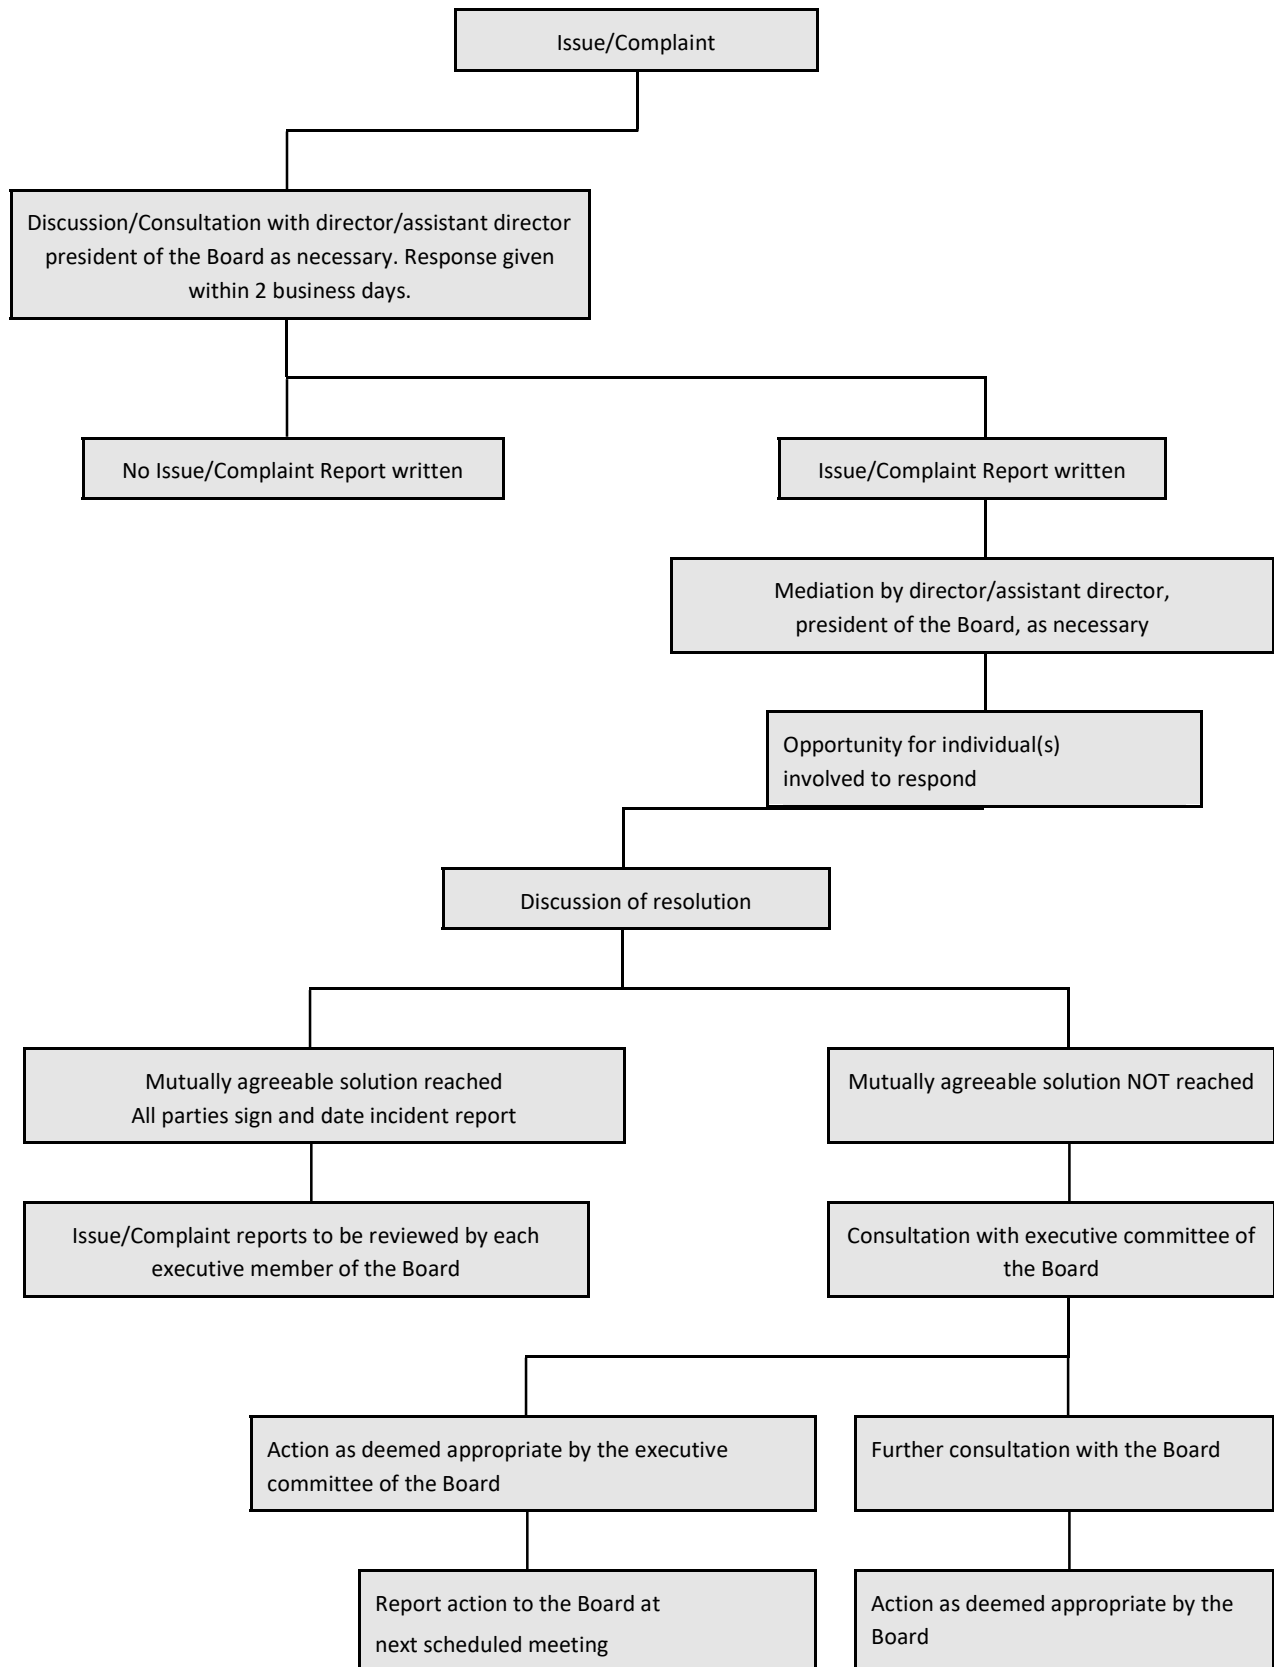 Issue/Complaint
Discussion/Consultation with director/assistant director
president of the Board as necessary. Response given
within 2 business days.
No Issue/Complaint Report written
Issue/Complaint Report written
Mediation by director/assistant director,
president of the Board, as necessary
Opportunity for individual(s)
involved to respond
Discussion of resolution
Mutually agreeable solution reached
All parties sign and date incident report
Mutually agreeable solution NOT reached
Issue/Complaint reports to be reviewed by each
executive member of the Board
Consultation with executive committee of
the Board
Action as deemed appropriate by the executive
committee of the Board
Further consultation with the Board
Report action to the Board at
next scheduled meeting
Action as deemed appropriate by the
Board